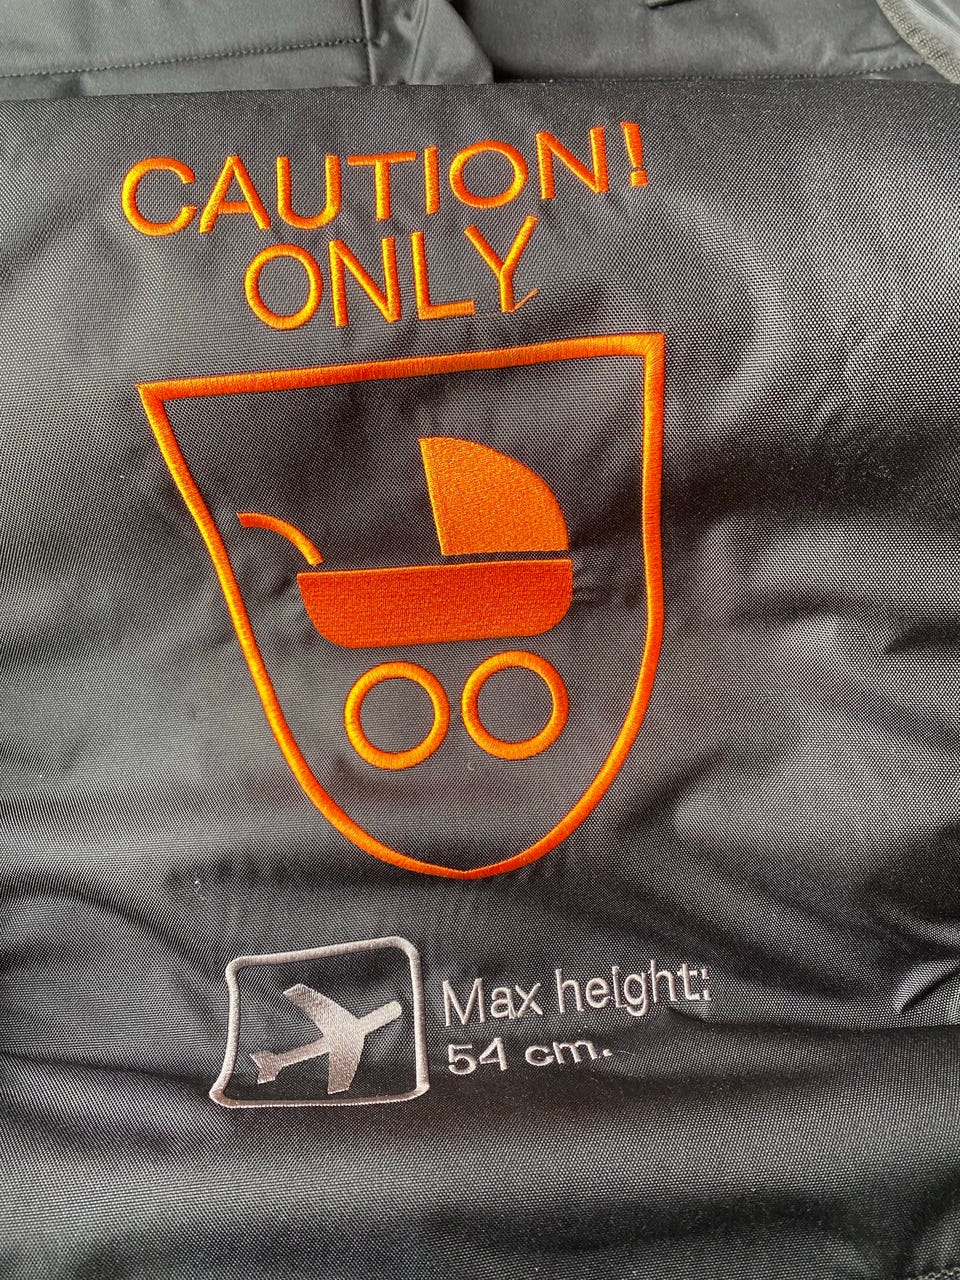 CAUTION!
ONLY
Max height:
54 cm.